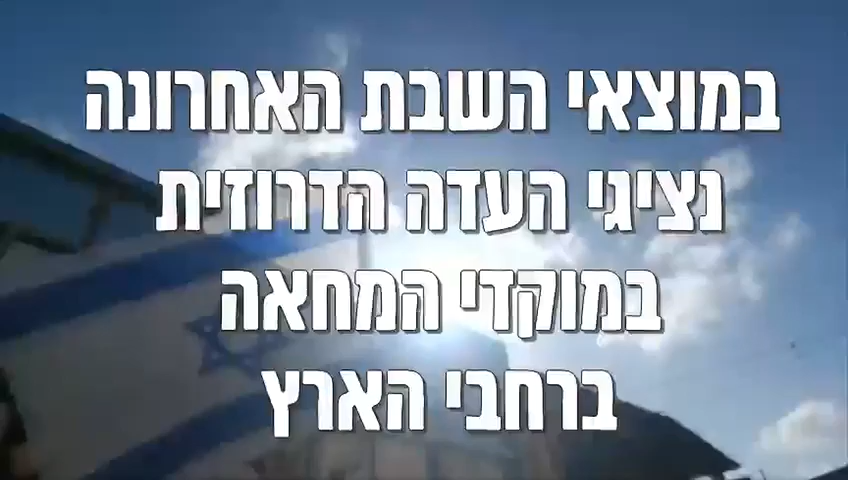 במוצאי השבת האחרונה
נציגי העדה הדרוזית
במוקדי המחאה
ברחבי הארץ